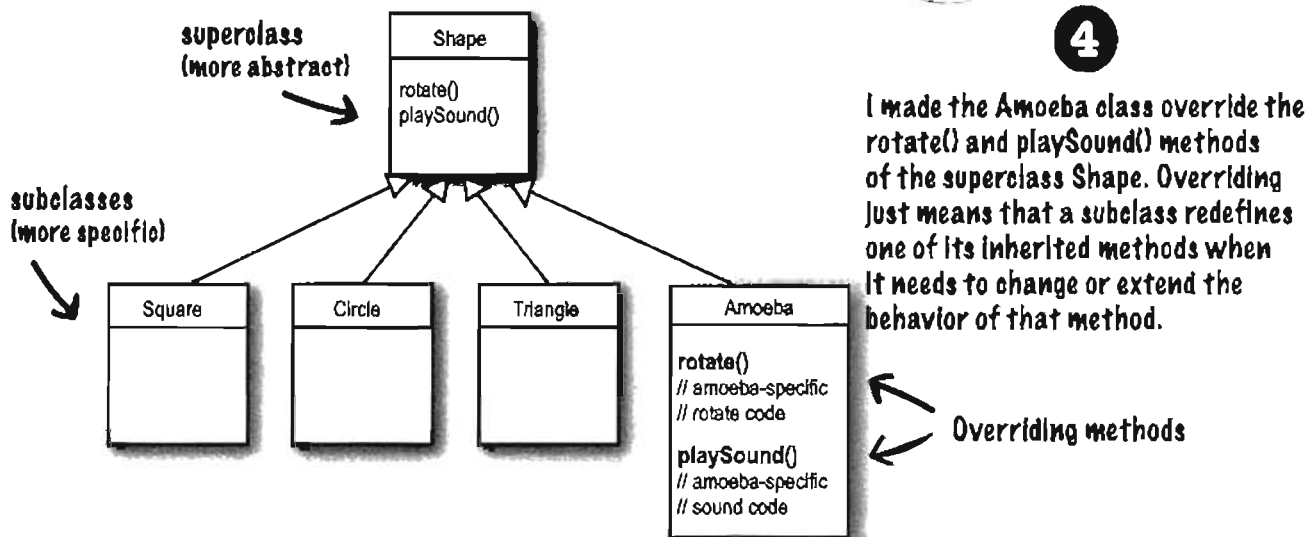 superclass
(more abstract)
Shape
rotate()
playSound()
4
I made the Amoeba class override the
rotate() and playSound() methods
of the superclass Shape. Overriding
just means that a subclass redefines
one of its inherited methods when
it needs to change or extend the
behavior of that method.
subclasses
(more specific)
Square
Circle
Triangle
Amoeba
rotate()
// amoeba-specific
// rotate code
playSound()
// amoeba-specific
// sound code
Overriding methods